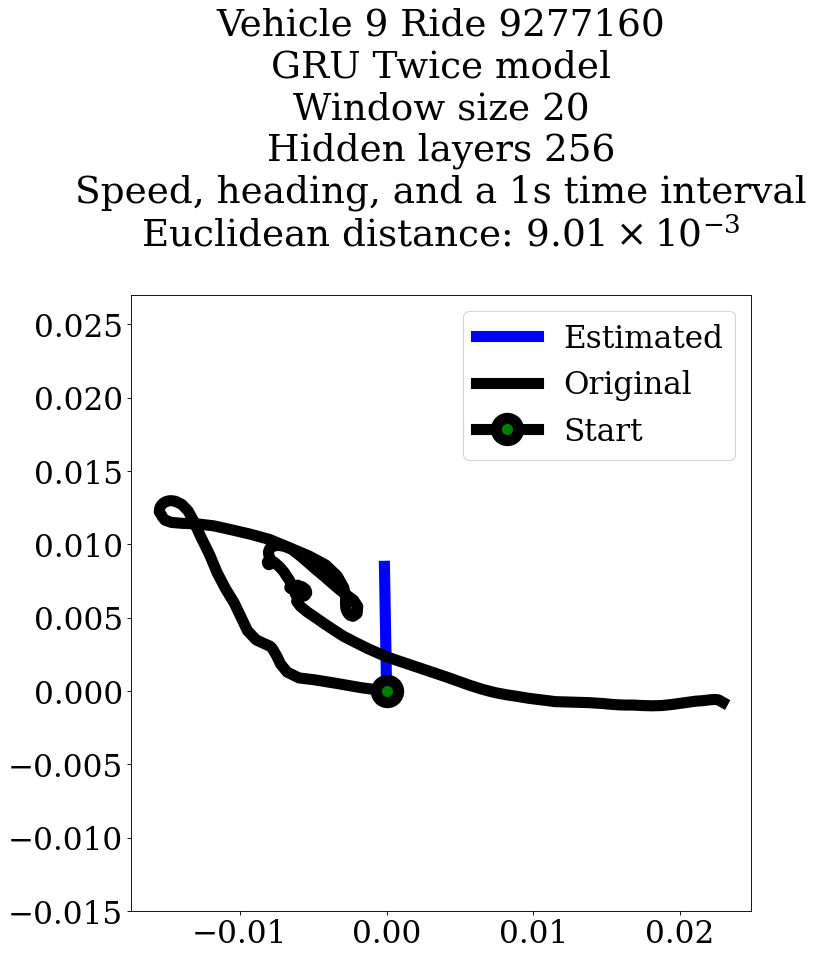 Vehicle 9 Ride 9277160
GRU Twice model
Window size 20
Hidden layers 256
Speed, heading, and a 1s time interval
Euclidean distance: 9.01 × 10⁻³
Estimated
Original
Start
0.025
0.020
0.015
0.010
0.005
0.000
−0.005
−0.010
−0.015
−0.01 0.00 0.01 0.02